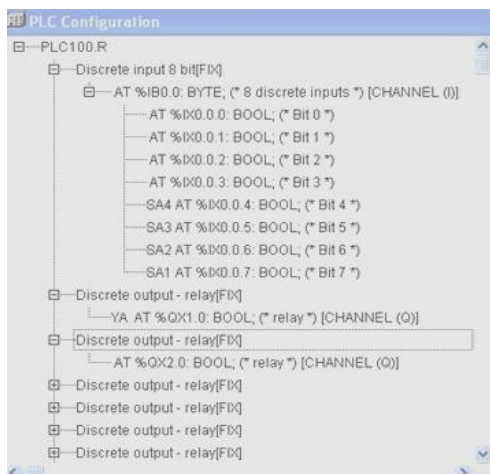 PLC Configuration
PLC100.R
Discrete input 8 bit[FIX]
AT %IB0.0: BYTE; (* 8 discrete inputs *) [CHANNEL (I)]
AT %IX0.0.0: BOOL; (* Bit 0 *)
AT %IX0.0.1: BOOL; (* Bit 1 *)
AT %IX0.0.2: BOOL; (* Bit 2 *)
AT %IX0.0.3: BOOL; (* Bit 3 *)
SA4 AT %IX0.0.4: BOOL; (* Bit 4 *)
SA3 AT %IX0.0.5: BOOL; (* Bit 5 *)
SA2 AT %IX0.0.6: BOOL; (* Bit 6 *)
SA1 AT %IX0.0.7: BOOL; (* Bit 7 *)
Discrete output - relay[FIX]
YA AT %QX1.0: BOOL; (* relay *) [CHANNEL (Q)]
Discrete output - relay[FIX]
AT %QX2.0: BOOL; (* relay *) [CHANNEL (Q)]
Discrete output - relay[FIX]
Discrete output - relay[FIX]
Discrete output - relay[FIX]
Discrete output - relay[FIX]